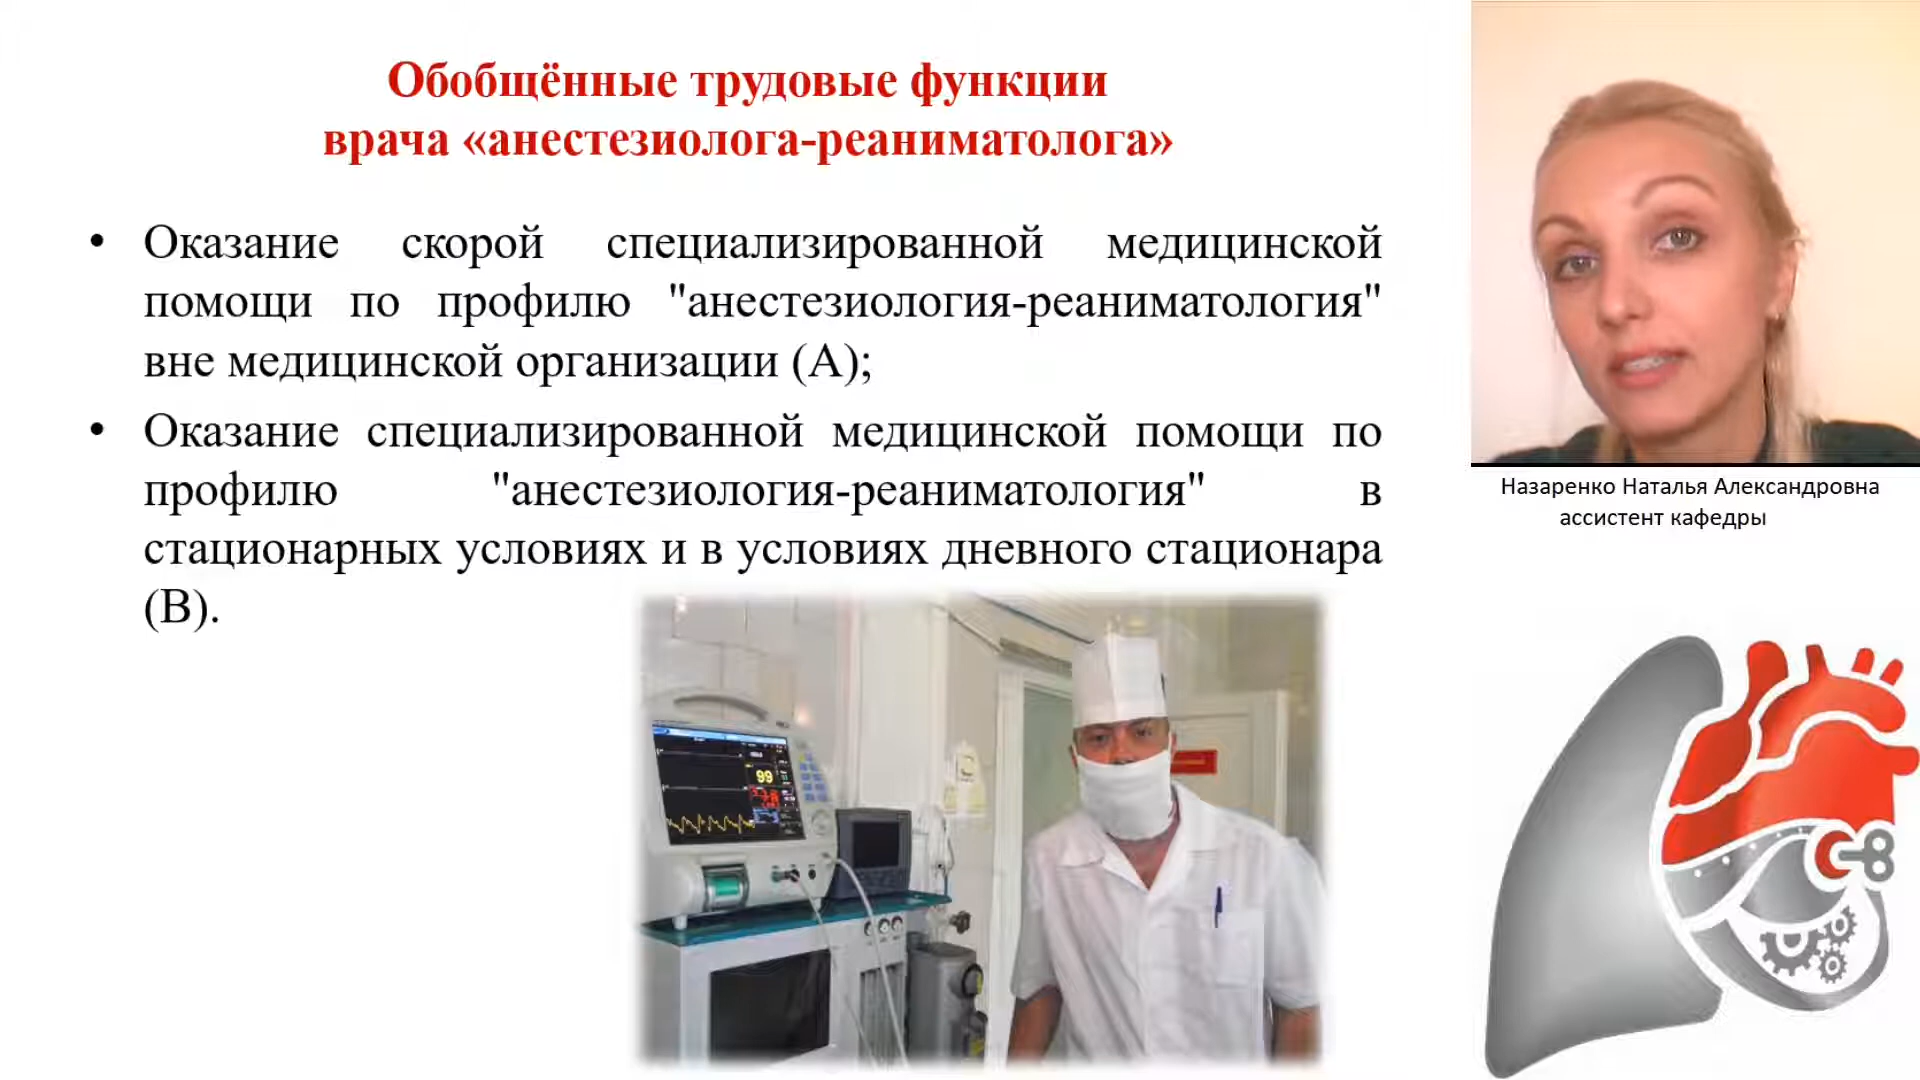 Обобщённые трудовые функции
врача «анестезиолога-реаниматолога»
• Оказание скорой специализированной медицинской
помощи по профилю "анестезиология-реаниматология"
вне медицинской организации (А);
• Оказание специализированной медицинской помощи по
профилю "анестезиология-реаниматология" в
стационарных условиях и в условиях дневного стационара
(В).
Назаренко Наталья Александровна
ассистент кафедры
99